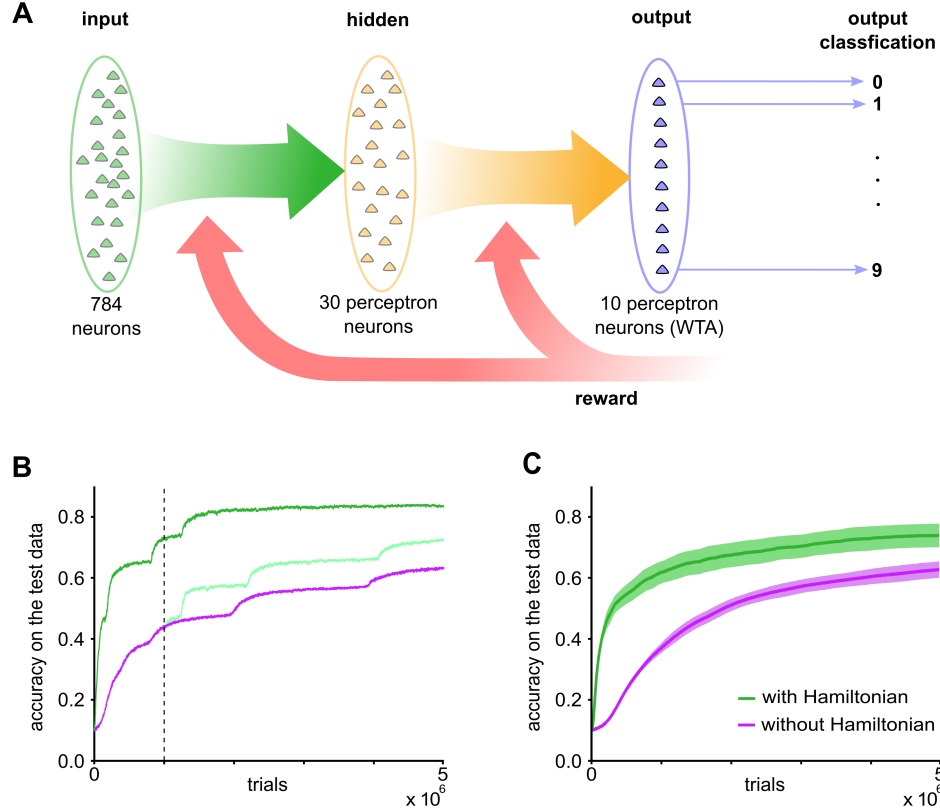 A
input
hidden
output
output
classfication
0
1
.
.
.
9
784
neurons
30 perceptron
neurons
10 perceptron
neurons (WTA)
reward
B
accuracy on the test data
0.8
0.6
0.4
0.2
0.0
0
trials
5
x 10^6
C
accuracy on the test data
0.8
0.6
0.4
0.2
0.0
with Hamiltonian
without Hamiltonian
0
trials
5
x 10^6